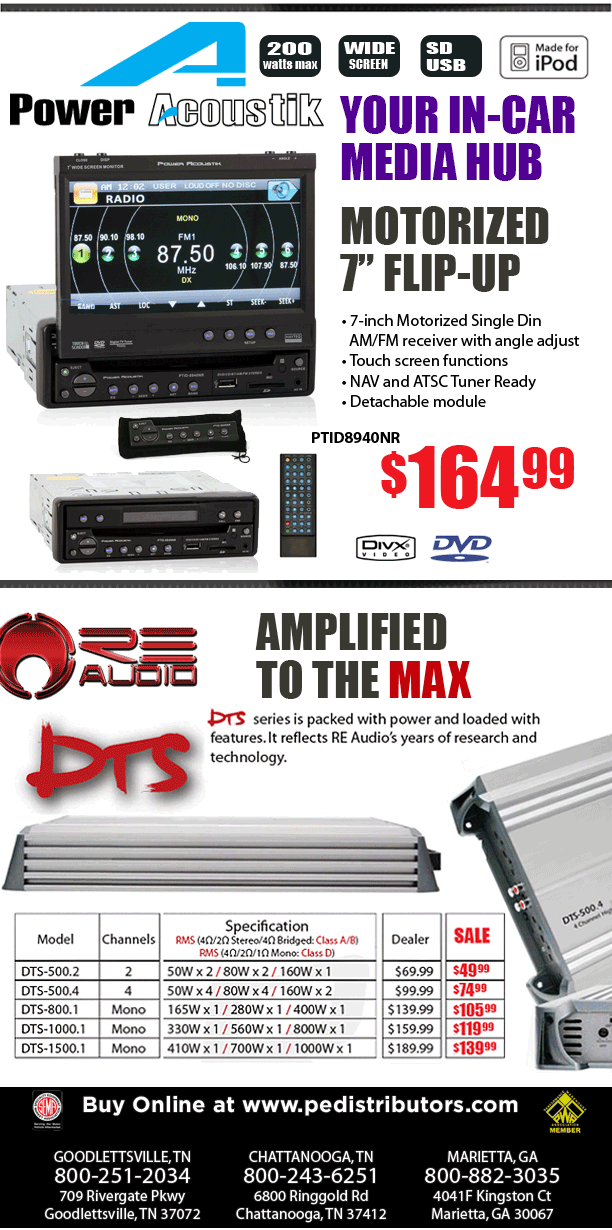 200
watts max
WIDE
SCREEN
SD
USB
Made for
iPod
Power Acoustik
YOUR IN-CAR
MEDIA HUB
MOTORIZED
7” FLIP-UP
• 7-inch Motorized Single Din
AM/FM receiver with angle adjust
• Touch screen functions
• NAV and ATSC Tuner Ready
• Detachable module
POWER ACOUSTIK
AM 12:02 USER LOUD OFF NO DISC
RADIO
MONO
87.50 90.10 98.10
FM1
87.50
MHz
DX
106.10 107.90 87.50
BAND AST LOC ▼ ▲ ST SEEK- SEEK+
PTID8940NR
$164.99
DIVX
VIDEO
DVD
VIDEO
RE
AUDIO
AMPLIFIED
TO THE MAX
DTS
DTS series is packed with power and loaded with
features. It reflects RE Audio’s years of research and
technology.
DTS-500.4
Model Channels Specification Dealer SALE
RMS (4Ω/2Ω Stereo/4Ω Bridged: Class A/B)
RMS (4Ω/2Ω/1Ω Mono: Class D)
DTS-500.2 2 50W x 2 / 80W x 2 / 160W x 1 $69.99 $49.99
DTS-500.4 4 50W x 4 / 80W x 4 / 160W x 2 $99.99 $74.99
DTS-800.1 Mono 165W x 1 / 280W x 1 / 400W x 1 $139.99 $105.99
DTS-1000.1 Mono 330W x 1 / 560W x 1 / 800W x 1 $159.99 $119.99
DTS-1500.1 Mono 410W x 1 / 700W x 1 / 1000W x 1 $189.99 $139.99
SEMA
Buy Online at www.pedistributors.com
PWA
MEMBER
GOODLETTSVILLE, TN
800-251-2034
709 Rivergate Pkwy
Goodlettsville, TN 37072
CHATTANOOGA, TN
800-243-6251
6800 Ringgold Rd
Chattanooga, TN 37412
MARIETTA, GA
800-882-3035
4041F Kingston Ct
Marietta, GA 30067